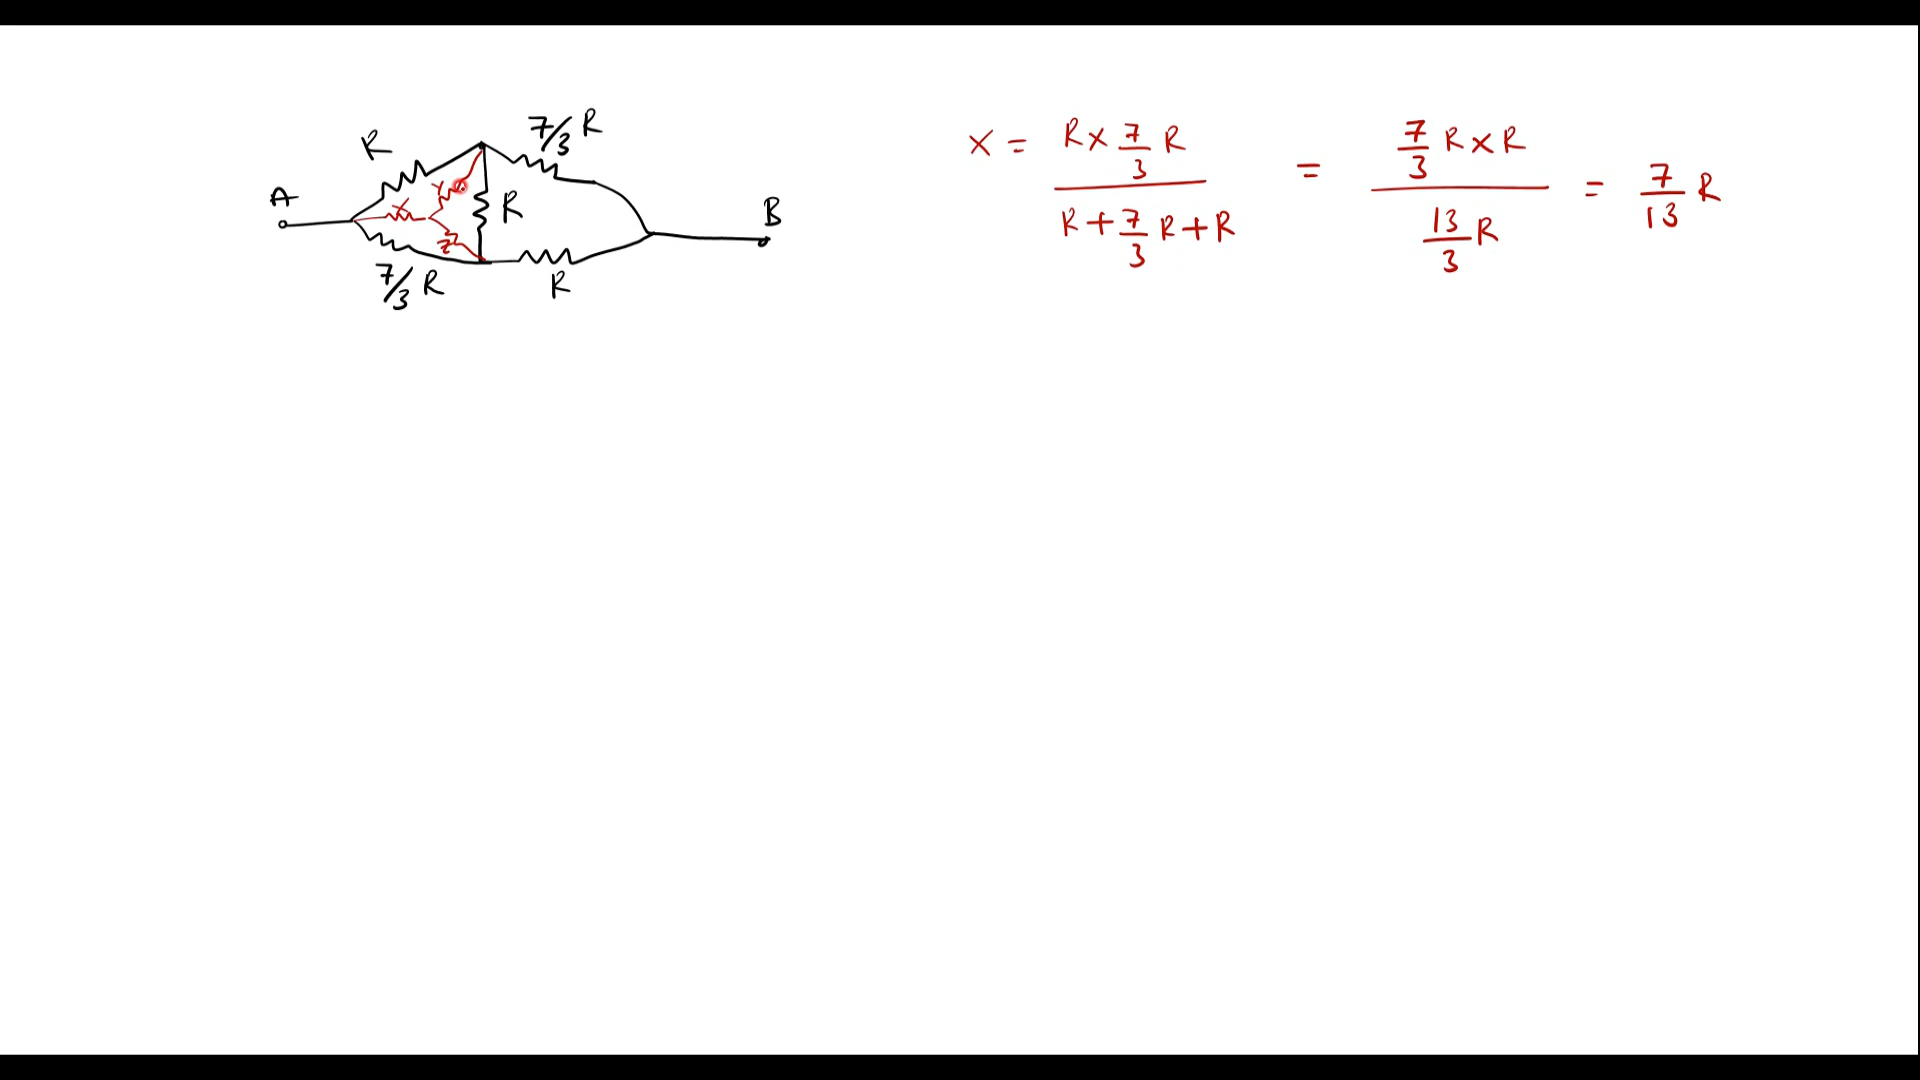 R
7/3 R
A
Y
X
R
B
Z
7/3 R
R
X = (R × 7/3 R) / (R + 7/3 R + R) = (7/3 R × R) / (13/3 R) = 7/13 R